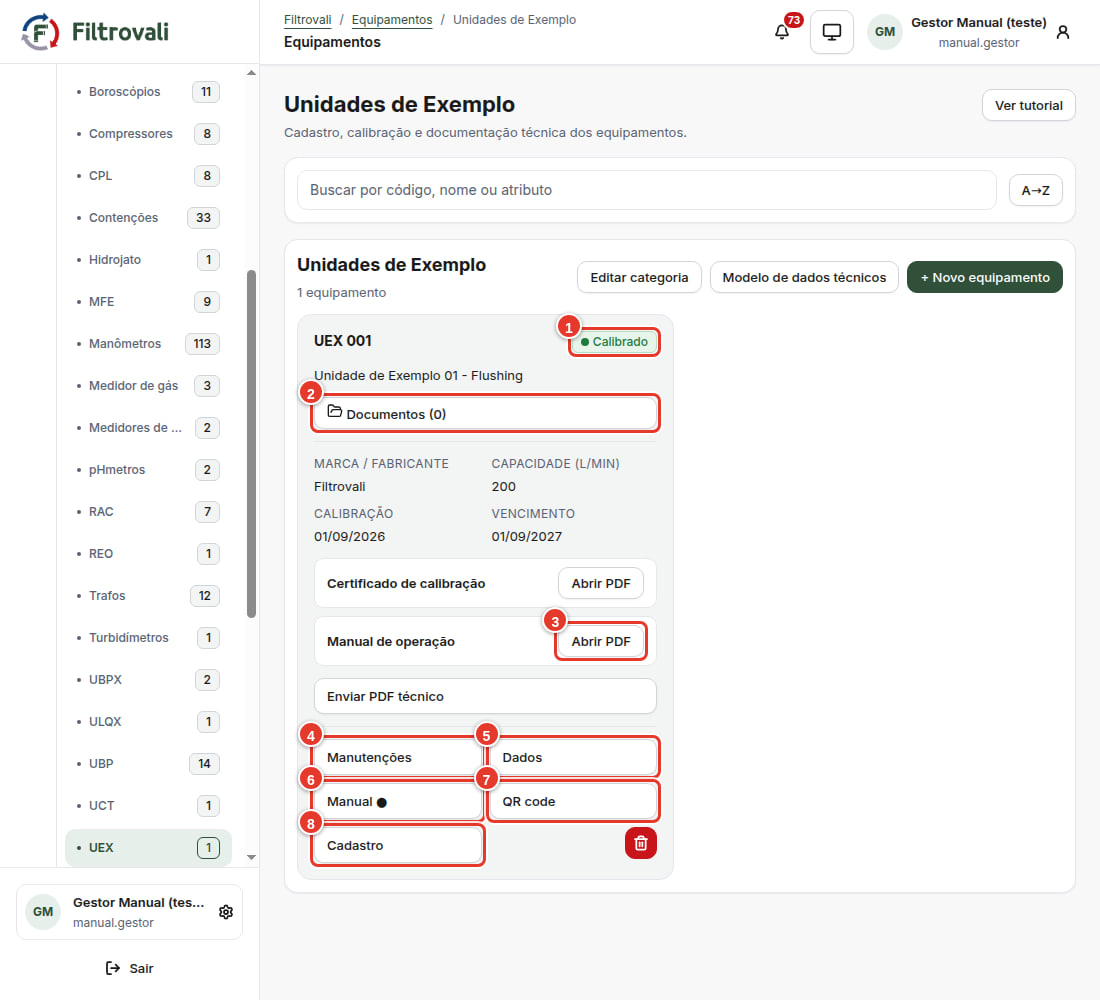 Filtrovali
Filtrovali / Equipamentos / Unidades de Exemplo
Equipamentos
73
GM
Gestor Manual (teste)
manual.gestor
Boroscópios 11
Compressores 8
CPL 8
Contenções 33
Hidrojato 1
MFE 9
Manômetros 113
Medidor de gás 3
Medidores de ... 2
pHmetros 2
RAC 7
REO 1
Trafos 12
Turbidímetros 1
UBPX 2
ULQX 1
UBP 14
UCT 1
UEX 1
GM
Gestor Manual (tes...
manual.gestor
Sair
Unidades de Exemplo
Cadastro, calibração e documentação técnica dos equipamentos.
Ver tutorial
Buscar por código, nome ou atributo
A→Z
Unidades de Exemplo
1 equipamento
Editar categoria
Modelo de dados técnicos
+ Novo equipamento
UEX 001
1
Calibrado
Unidade de Exemplo 01 - Flushing
2
Documentos (0)
MARCA / FABRICANTE CAPACIDADE (L/MIN)
Filtrovali 200
CALIBRAÇÃO VENCIMENTO
01/09/2026 01/09/2027
Certificado de calibração Abrir PDF
3
Manual de operação Abrir PDF
Enviar PDF técnico
4 5
Manutenções Dados
6 7
Manual ● QR code
8
Cadastro